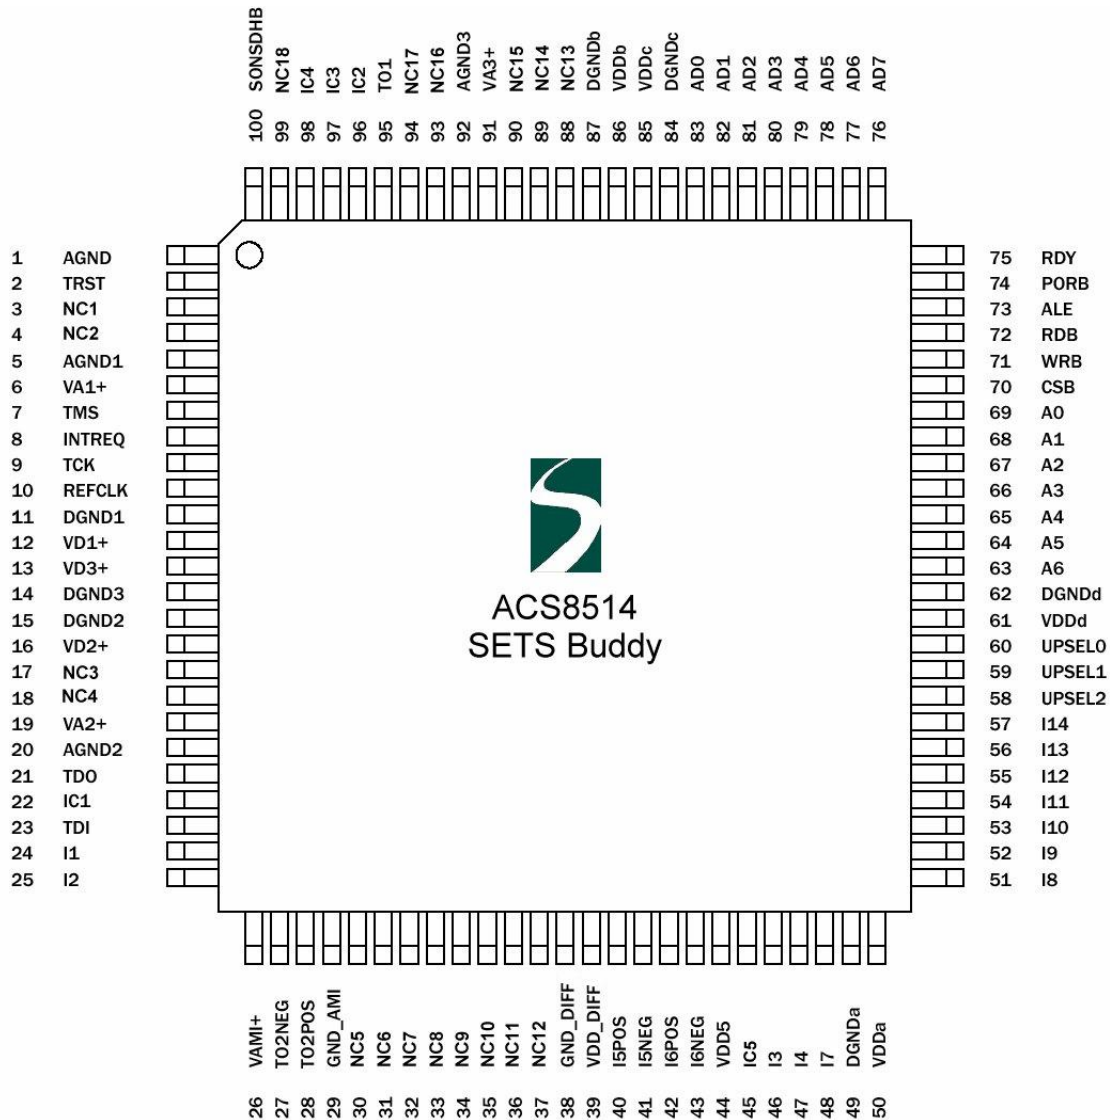 100 SONSDHB
99 NC18
98 IC4
97 IC3
96 IC2
95 TO1
94 NC17
93 NC16
92 AGND3
91 VA3+
90 NC15
89 NC14
88 NC13
87 DGNDb
86 VDDb
85 VDDc
84 DGNDc
83 AD0
82 AD1
81 AD2
80 AD3
79 AD4
78 AD5
77 AD6
76 AD7
1 AGND
2 TRST
3 NC1
4 NC2
5 AGND1
6 VA1+
7 TMS
8 INTREQ
9 TCK
10 REFCLK
11 DGND1
12 VD1+
13 VD3+
14 DGND3
15 DGND2
16 VD2+
17 NC3
18 NC4
19 VA2+
20 AGND2
21 TDO
22 IC1
23 TDI
24 I1
25 I2
ACS8514
SETS Buddy
75 RDY
74 PORB
73 ALE
72 RDB
71 WRB
70 CSB
69 A0
68 A1
67 A2
66 A3
65 A4
64 A5
63 A6
62 DGNDd
61 VDDd
60 UPSEL0
59 UPSEL1
58 UPSEL2
57 I14
56 I13
55 I12
54 I11
53 I10
52 I9
51 I8
26 VAMI+
27 TO2NEG
28 TO2POS
29 GND_AMI
30 NC5
31 NC6
32 NC7
33 NC8
34 NC9
35 NC10
36 NC11
37 NC12
38 GND_DIFF
39 VDD_DIFF
40 I5POS
41 I5NEG
42 I6POS
43 I6NEG
44 VDD5
45 IC5
46 I3
47 I4
48 I7
49 DGNDa
50 VDDa